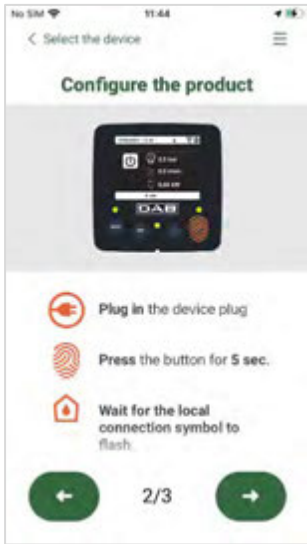 No SIM 11:44
< Select the device
Configure the product
DAB
Plug in the device plug
Press the button for 5 sec.
Wait for the local
connection symbol to
flash
2/3